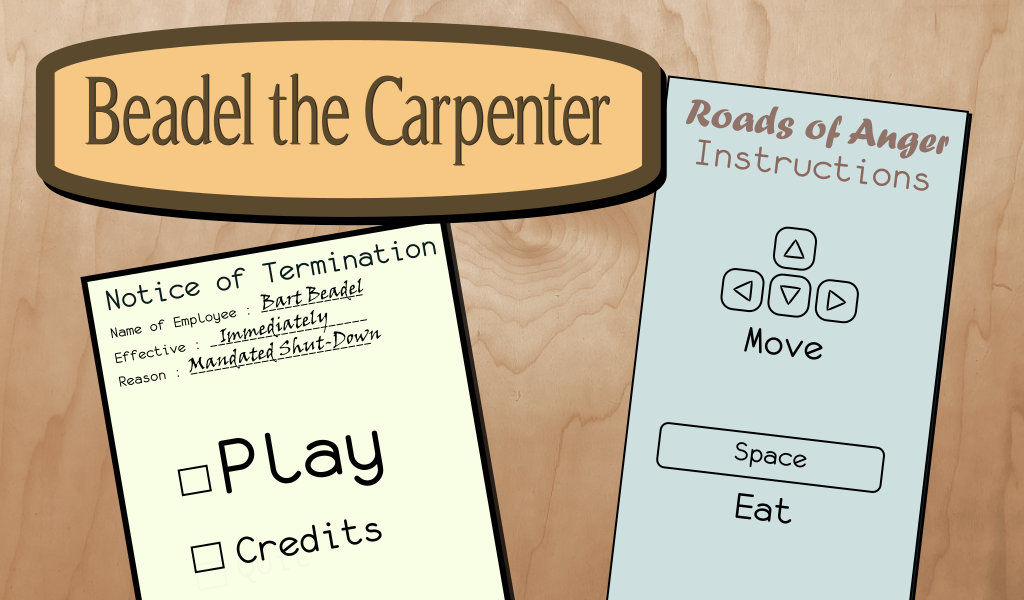 Beadel the Carpenter
Notice of Termination
Name of Employee : Bart Beadel
Effective : Immediately
Reason : Mandated Shut-Down
Play
Credits
Quit
Roads of Anger
Instructions
Move
Space
Eat